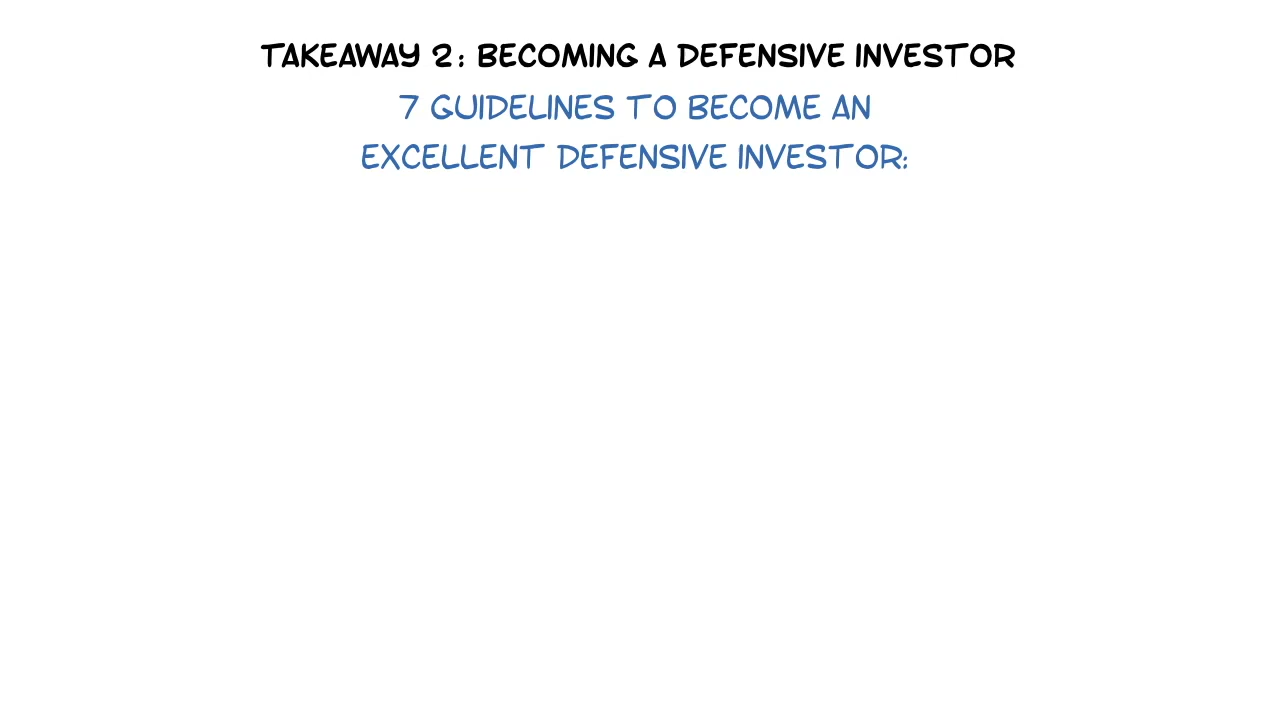 TAKEAWAY 2: BECOMING A DEFENSIVE INVESTOR
7 GUIDELINES TO BECOME AN
EXCELLENT DEFENSIVE INVESTOR: